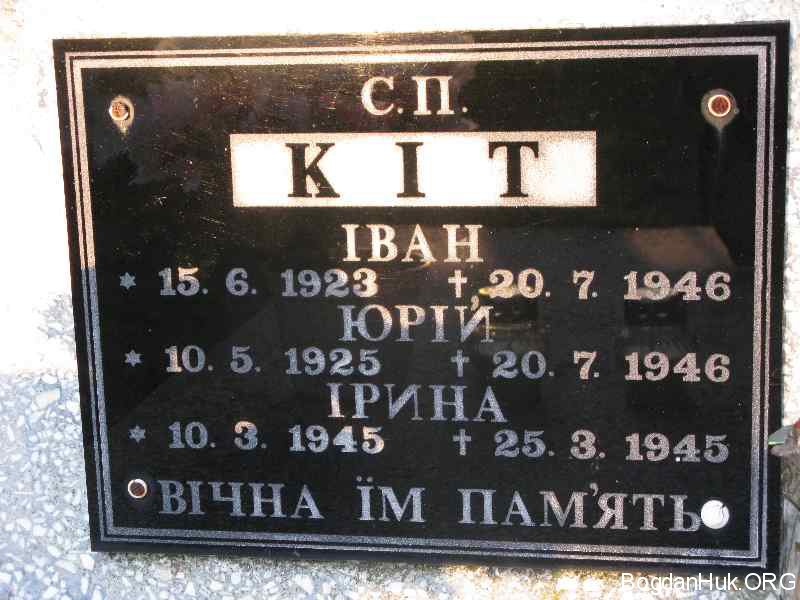 С.П.
КІТ
ІВАН
* 15. 6. 1923 † 20. 7. 1946
ЮРІЙ
* 10. 5. 1925 † 20. 7. 1946
ІРИНА
* 10. 3. 1945 † 25. 3. 1945
ВІЧНА ЇМ ПАМ'ЯТЬ
BogdanHuk.ORG